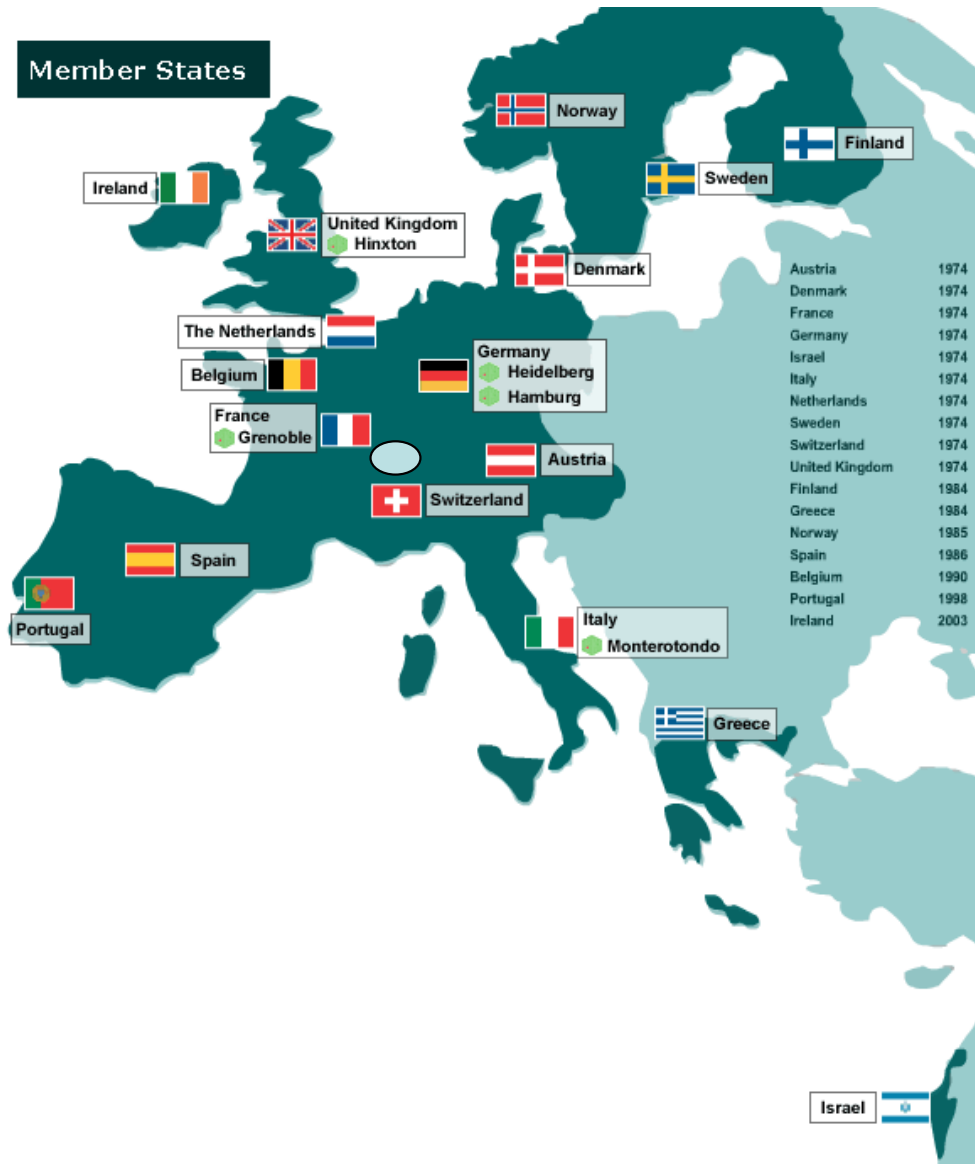 Member States
Norway
Finland
Ireland
Sweden
United Kingdom
Hinxton
Denmark
The Netherlands
Belgium
Germany
Heidelberg
Hamburg
France
Grenoble
Austria
Switzerland
Spain
Portugal
Italy
Monterotondo
Greece
Israel
Austria 1974
Denmark 1974
France 1974
Germany 1974
Israel 1974
Italy 1974
Netherlands 1974
Sweden 1974
Switzerland 1974
United Kingdom 1974
Finland 1984
Greece 1984
Norway 1985
Spain 1986
Belgium 1990
Portugal 1998
Ireland 2003